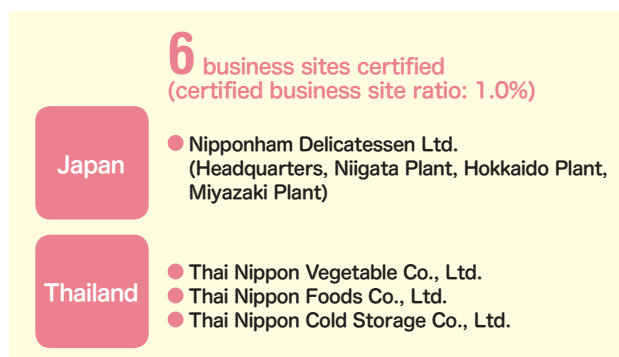 6 business sites certified
(certified business site ratio: 1.0%)
Japan
● Nipponham Delicatessen Ltd.
(Headquarters, Niigata Plant, Hokkaido Plant,
Miyazaki Plant)
Thailand
● Thai Nippon Vegetable Co., Ltd.
● Thai Nippon Foods Co., Ltd.
● Thai Nippon Cold Storage Co., Ltd.